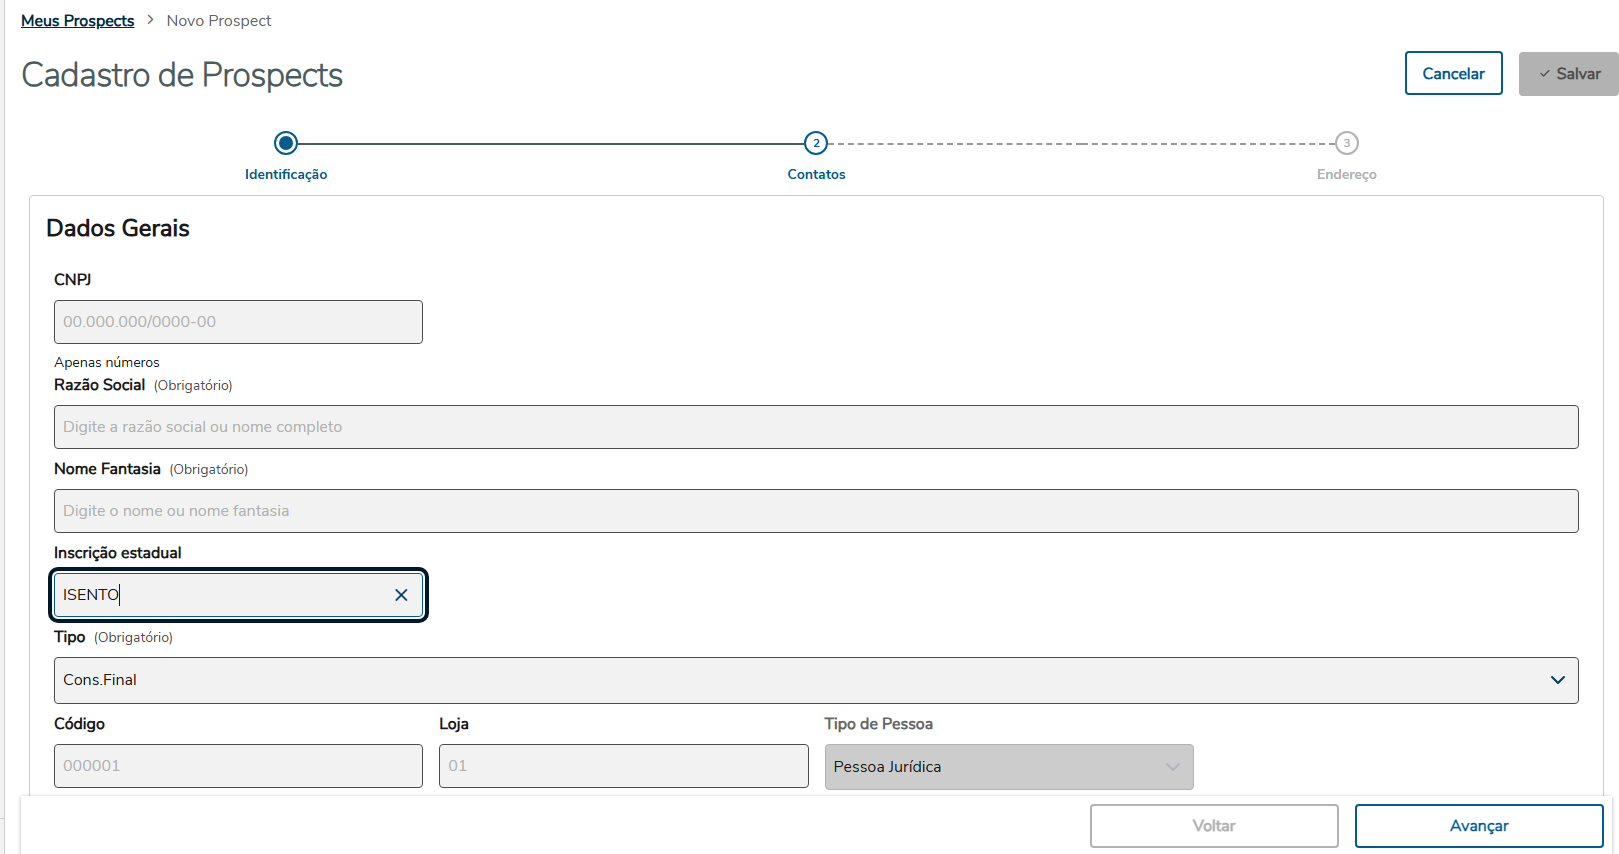 Meus Prospects > Novo Prospect
Cadastro de Prospects
Cancelar
Salvar
2
3
Identificação
Contatos
Endereço
Dados Gerais
CNPJ
00.000.000/0000-00
Apenas números
Razão Social (Obrigatório)
Digite a razão social ou nome completo
Nome Fantasia (Obrigatório)
Digite o nome ou nome fantasia
Inscrição estadual
ISENTO
Tipo (Obrigatório)
Cons.Final
Código
Loja
Tipo de Pessoa
000001
01
Pessoa Jurídica
Voltar
Avançar